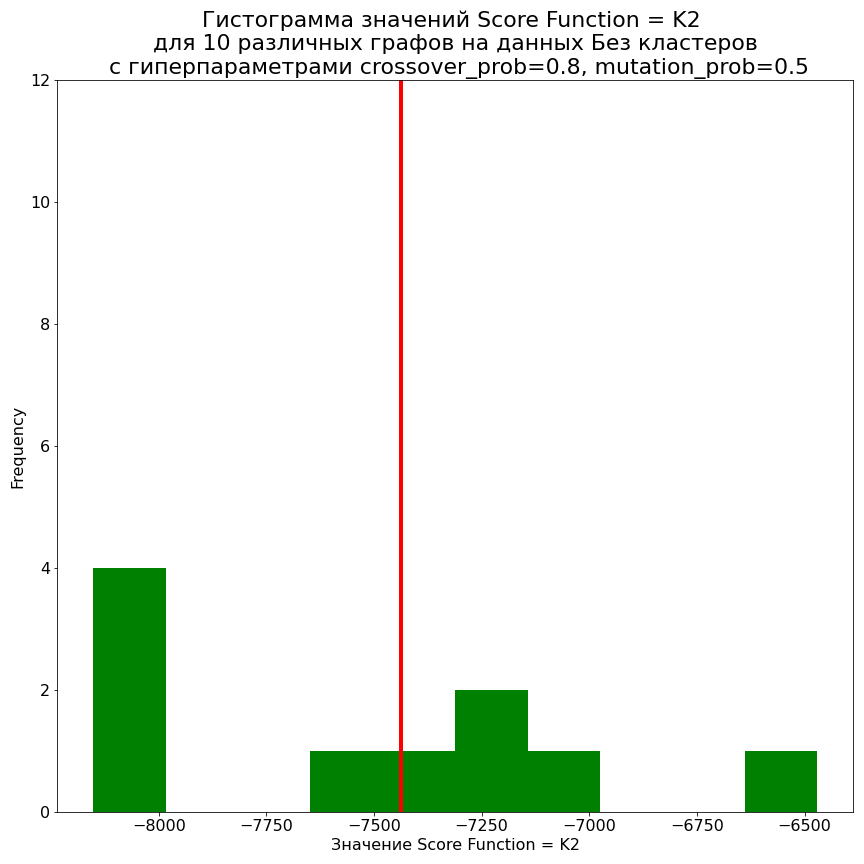 Гистограмма значений Score Function = K2
для 10 различных графов на данных Без кластеров
с гиперпараметрами crossover_prob=0.8, mutation_prob=0.5
12
10
8
6
4
2
0
Frequency
−8000 −7750 −7500 −7250 −7000 −6750 −6500
Значение Score Function = K2